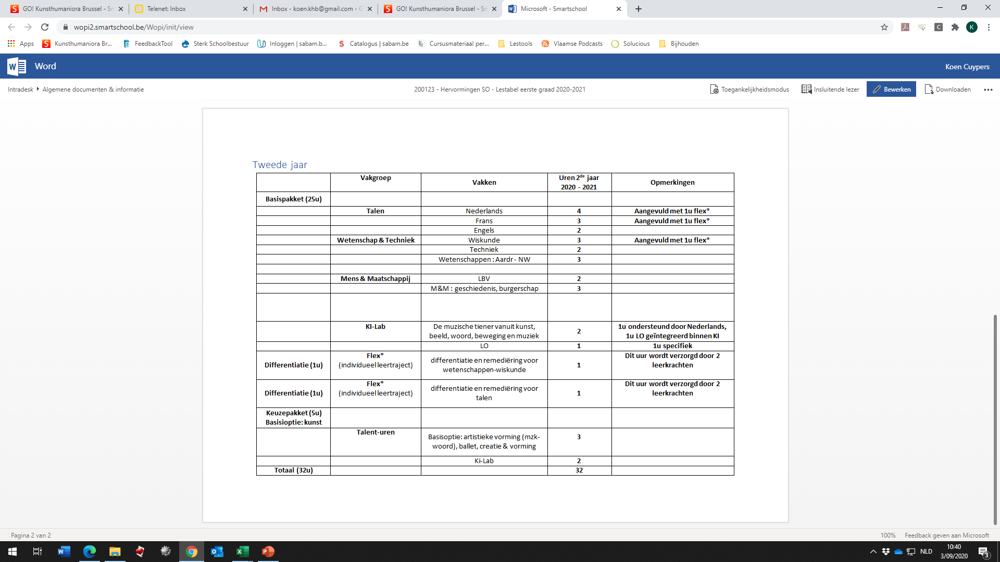 GO! Kunsthumaniora Brussel - Sn
Telenet: Inbox
Inbox - koen.khb@gmail.com - G
GO! Kunsthumaniora Brussel - Sn
Microsoft - Smartschool
wopi2.smartschool.be/Wopi/init/view
Apps
Kunsthumaniora Br...
FeedbackTool
Sterk Schoolbestuur
Inloggen | sabam.b...
Catalogus | sabam.be
Cursusmateriaal per...
Lestools
Vlaamse Podcasts
Solucious
Bijhouden
Word
Koen Cuypers
Intradesk
Algemene documenten & informatie
200123 - Hervormingen SO - Lestabel eerste graad 2020-2021
Toegankelijkheidsmodus
Insluitende lezer
Bewerken
Downloaden
Tweede jaar
Vakgroep
Vakken
Uren 2de jaar
2020 - 2021
Opmerkingen
Basispakket (25u)
Talen
Nederlands
4
Aangevuld met 1u flex*
Frans
3
Aangevuld met 1u flex*
Engels
2
Wetenschap & Techniek
Wiskunde
3
Aangevuld met 1u flex*
Techniek
2
Wetenschappen : Aardr - NW
3
Mens & Maatschappij
LBV
2
M&M : geschiedenis, burgerschap
3
KI-Lab
De muzische tiener vanuit kunst,
beeld, woord, beweging en muziek
2
1u ondersteund door Nederlands,
1u LO geïntegreerd binnen KI
LO
1
1u specifiek
Differentiatie (1u)
Flex*
(individueel leertraject)
differentiatie en remediëring voor
wetenschappen-wiskunde
1
Dit uur wordt verzorgd door 2
leerkrachten
Differentiatie (1u)
Flex*
(individueel leertraject)
differentiatie en remediëring voor
talen
1
Dit uur wordt verzorgd door 2
leerkrachten
Keuzepakket (5u)
Basisioptie: kunst
Talent-uren
Basisoptie: artistieke vorming (mzk-
woord), ballet, creatie & vorming
3
Ki-Lab
2
Totaal (32u)
32
Pagina 2 van 2
100%
Feedback geven aan Microsoft
NLD
10:40
3/09/2020
3